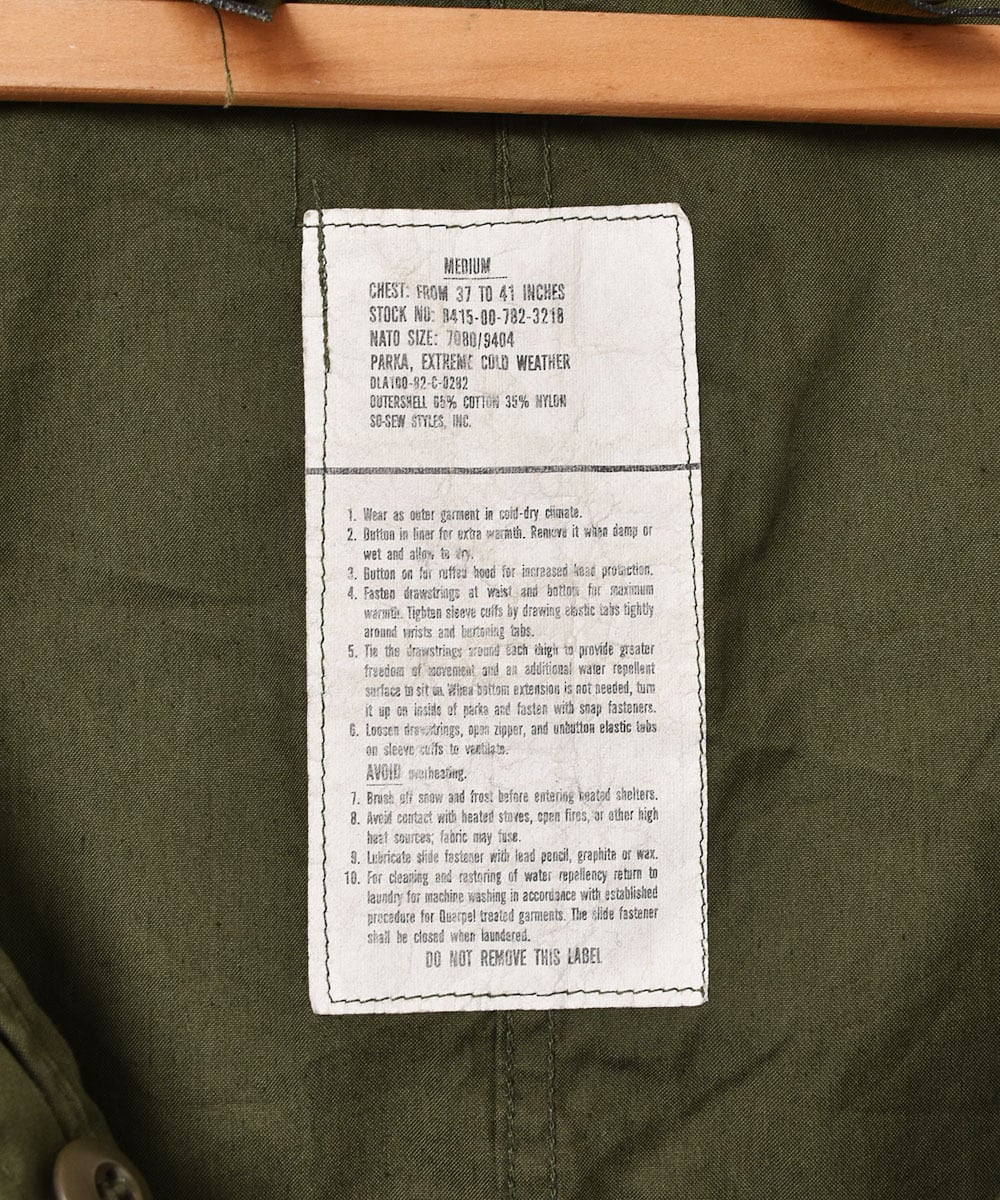 MEDIUM
CHEST: FROM 37 TO 41 INCHES
STOCK NO: 8415-00-782-3218
NATO SIZE: 7080/9404
PARKA, EXTREME COLD WEATHER
DLA100-82-C-0292
OUTERSHELL 65% COTTON 35% NYLON
SO-SEW STYLES, INC.
1. Wear as outer garment in cold-dry climate.
2. Button in liner for extra warmth. Remove it when damp or
wet and allow to dry.
3. Button on fur ruffed hood for increased head protection.
4. Fasten drawstrings at waist and bottom for maximum
warmth. Tighten sleeve cuffs by drawing elastic tabs tightly
around wrists and buttoning tabs.
5. Tie the drawstrings around each thigh to provide greater
freedom of movement and an additional water repellent
surface to sit on. When bottom extension is not needed, turn
it up on inside of parka and fasten with snap fasteners.
6. Loosen drawstrings, open zipper, and unbutton elastic tabs
on sleeve cuffs to ventilate.
AVOID overheating.
7. Brush off snow and frost before entering heated shelters.
8. Avoid contact with heated stoves, open fires, or other high
heat sources; fabric may fuse.
9. Lubricate slide fastener with lead pencil, graphite or wax.
10. For cleaning and restoring of water repellency return to
laundry for machine washing in accordance with established
procedure for Quarpel treated garments. The slide fastener
shall be closed when laundered.
DO NOT REMOVE THIS LABEL